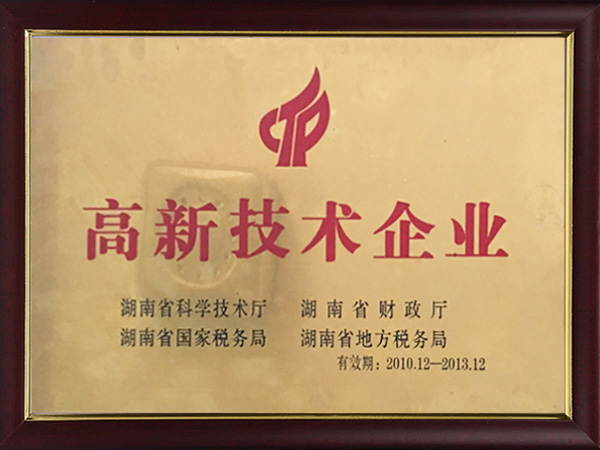 CTP
高新技术企业
湖南省科学技术厅 湖南省财政厅
湖南省国家税务局 湖南省地方税务局
有效期：2010.12—2013.12